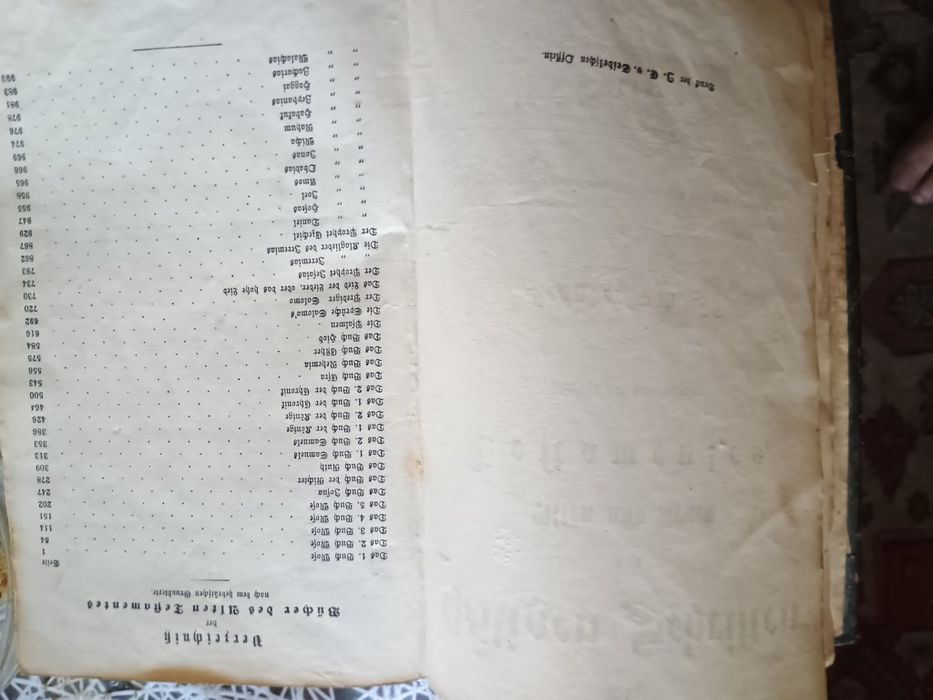 Verzeichniß
der
Bücher des Alten Testamentes
nach dem hebräischen Grundtexte.
Seite
Das 1. Buch Mose 1
Das 2. Buch Mose 64
Das 3. Buch Mose 114
Das 4. Buch Mose 151
Das 5. Buch Mose 202
Das Buch Josua 247
Das Buch der Richter 278
Das Buch Ruth 309
Das 1. Buch Samuels 313
Das 2. Buch Samuels 353
Das 1. Buch der Könige 386
Das 2. Buch der Könige 426
Das 1. Buch der Chronik 464
Das 2. Buch der Chronik 500
Das Buch Esra 543
Das Buch Nehemia 556
Das Buch Esther 575
Das Buch Hiob 584
Die Psalmen 616
Die Sprüche Salomo's 692
Der Prediger Salomo 720
Das Lied der Lieder, oder das hohe Lied 730
Der Prophet Jesaias 734
" " Jeremias 793
Die Klaglieder des Jeremias 862
Der Prophet Ezechiel 867
" " Daniel 929
" " Hoseas 947
" " Joel 955
" " Amos 958
" " Obadias 965
" " Jonas 966
" " Micha 969
" " Nahum 974
" " Habakuk 976
" " Zephanias 978
" " Haggai 981
" " Zacharias 983
" " Malachias 993
Druck der J. E. v. Seidelschen Offizin.